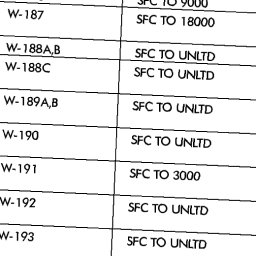 SFC TO 9000
W-187 SFC TO 18000
W-188A,B SFC TO UNLTD
W-188C SFC TO UNLTD
W-189A,B SFC TO UNLTD
W-190 SFC TO UNLTD
W-191 SFC TO 3000
W-192 SFC TO UNLTD
W-193 SFC TO UNLTD